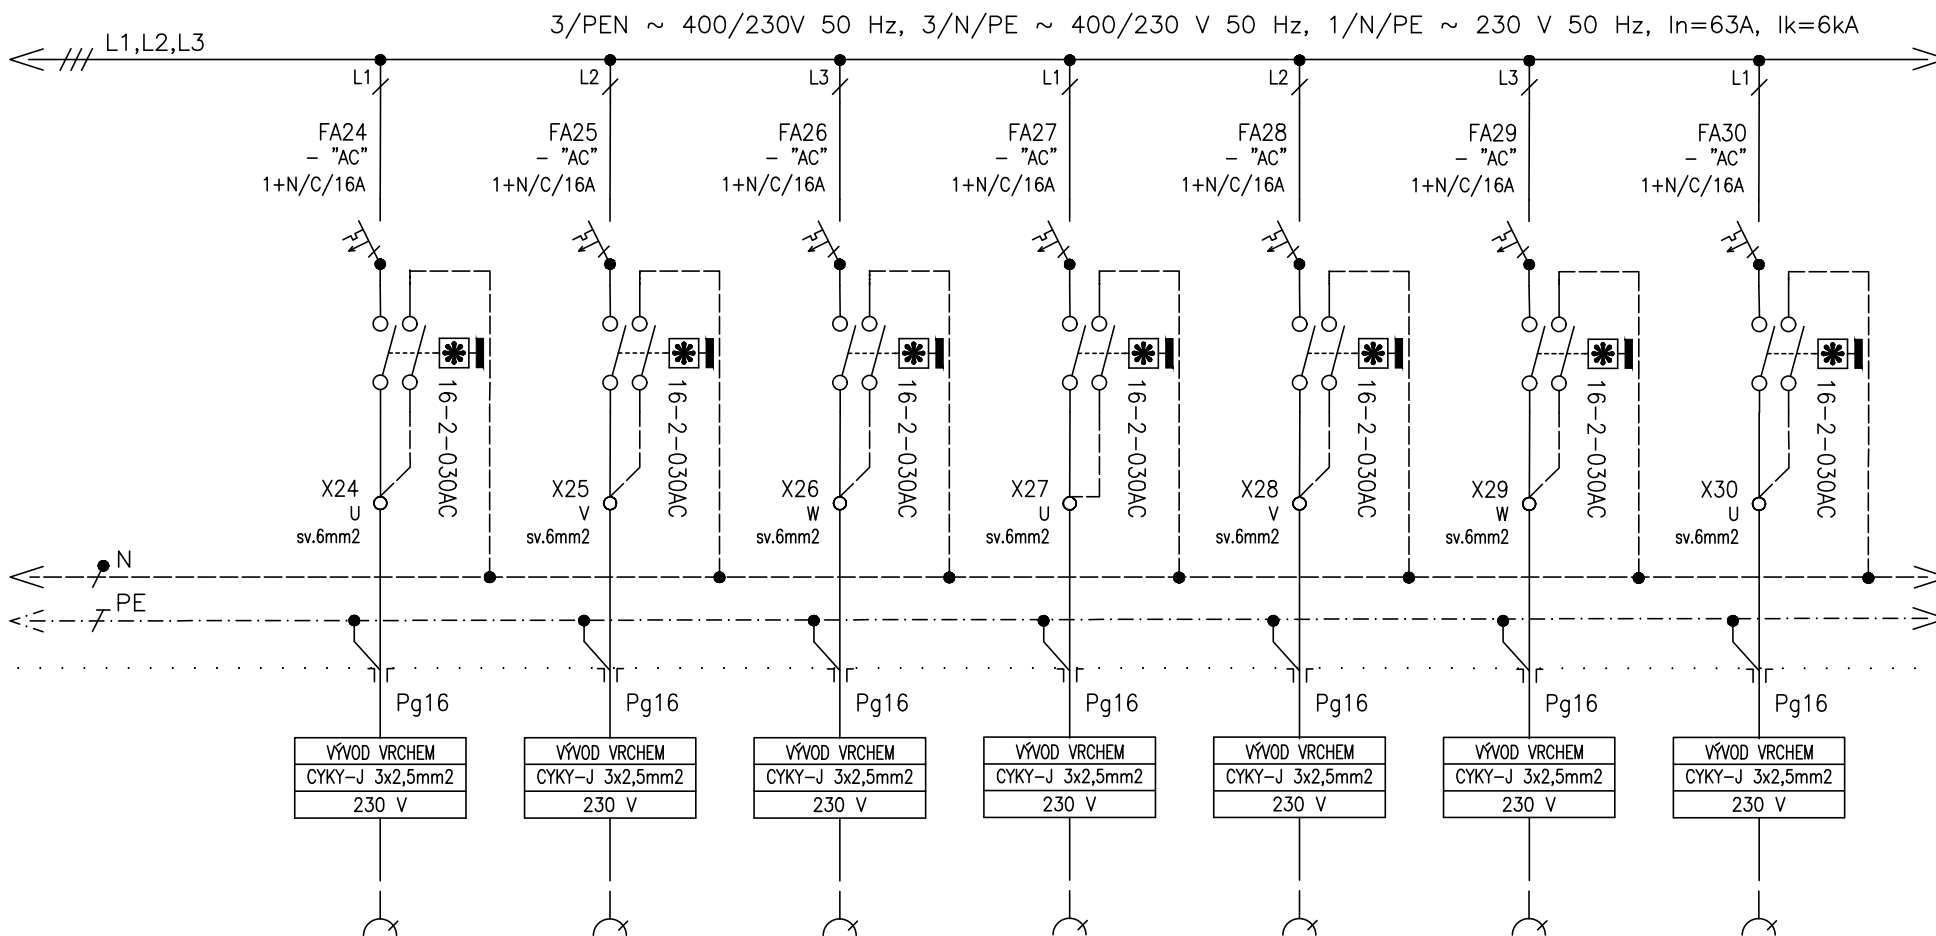 3/PEN ~ 400/230V 50 Hz, 3/N/PE ~ 400/230 V 50 Hz, 1/N/PE ~ 230 V 50 Hz, In=63A, Ik=6kA
L1,L2,L3
L1 L2 L3 L1 L2 L3 L1
FA24 FA25 FA26 FA27 FA28 FA29 FA30
- "AC" - "AC" - "AC" - "AC" - "AC" - "AC" - "AC"
1+N/C/16A 1+N/C/16A 1+N/C/16A 1+N/C/16A 1+N/C/16A 1+N/C/16A 1+N/C/16A
16-2-030AC 16-2-030AC 16-2-030AC 16-2-030AC 16-2-030AC 16-2-030AC 16-2-030AC
X24 X25 X26 X27 X28 X29 X30
U V W U V W U
sv.6mm2 sv.6mm2 sv.6mm2 sv.6mm2 sv.6mm2 sv.6mm2 sv.6mm2
N
PE
Pg16 Pg16 Pg16 Pg16 Pg16 Pg16 Pg16
VÝVOD VRCHEM VÝVOD VRCHEM VÝVOD VRCHEM VÝVOD VRCHEM VÝVOD VRCHEM VÝVOD VRCHEM VÝVOD VRCHEM
CYKY-J 3x2,5mm2 CYKY-J 3x2,5mm2 CYKY-J 3x2,5mm2 CYKY-J 3x2,5mm2 CYKY-J 3x2,5mm2 CYKY-J 3x2,5mm2 CYKY-J 3x2,5mm2
230 V 230 V 230 V 230 V 230 V 230 V 230 V